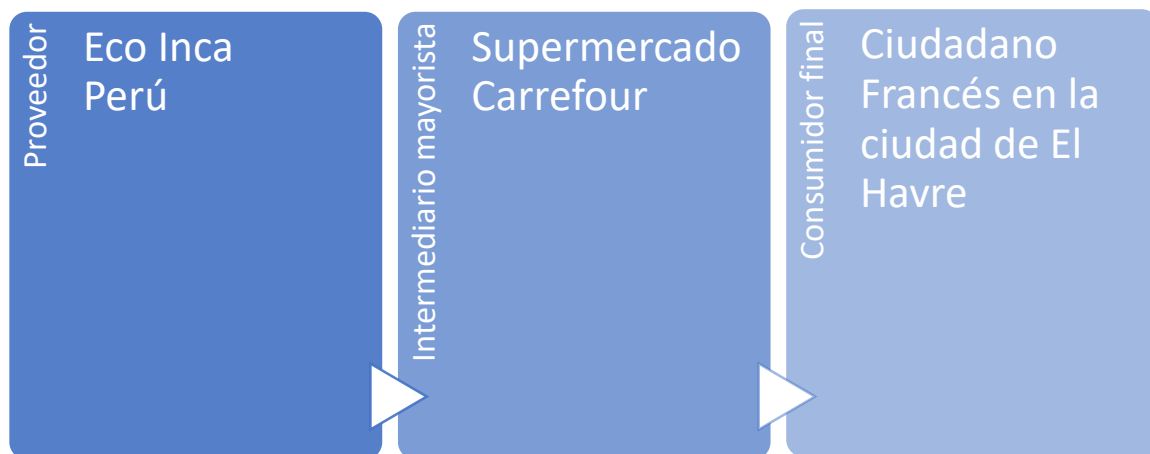 Proveedor
Eco Inca
Perú
Intermediario mayorista
Supermercado
Carrefour
Consumidor final
Ciudadano
Francés en la
ciudad de El
Havre